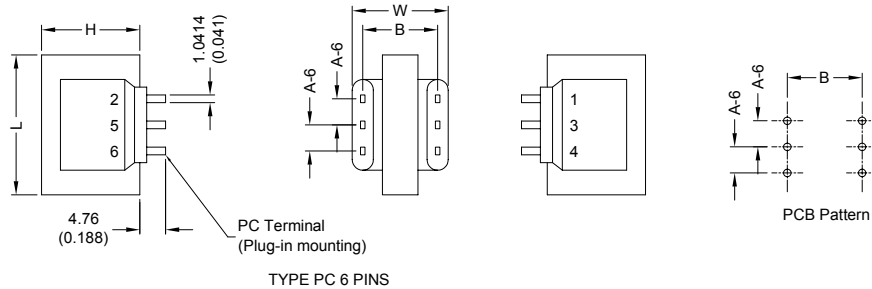 H
1.0414
(0.041)
L
2
5
6
4.76
(0.188)
PC Terminal
(Plug-in mounting)
W
B
A-6
A-6
1
3
4
B
A-6
A-6
PCB Pattern
TYPE PC 6 PINS